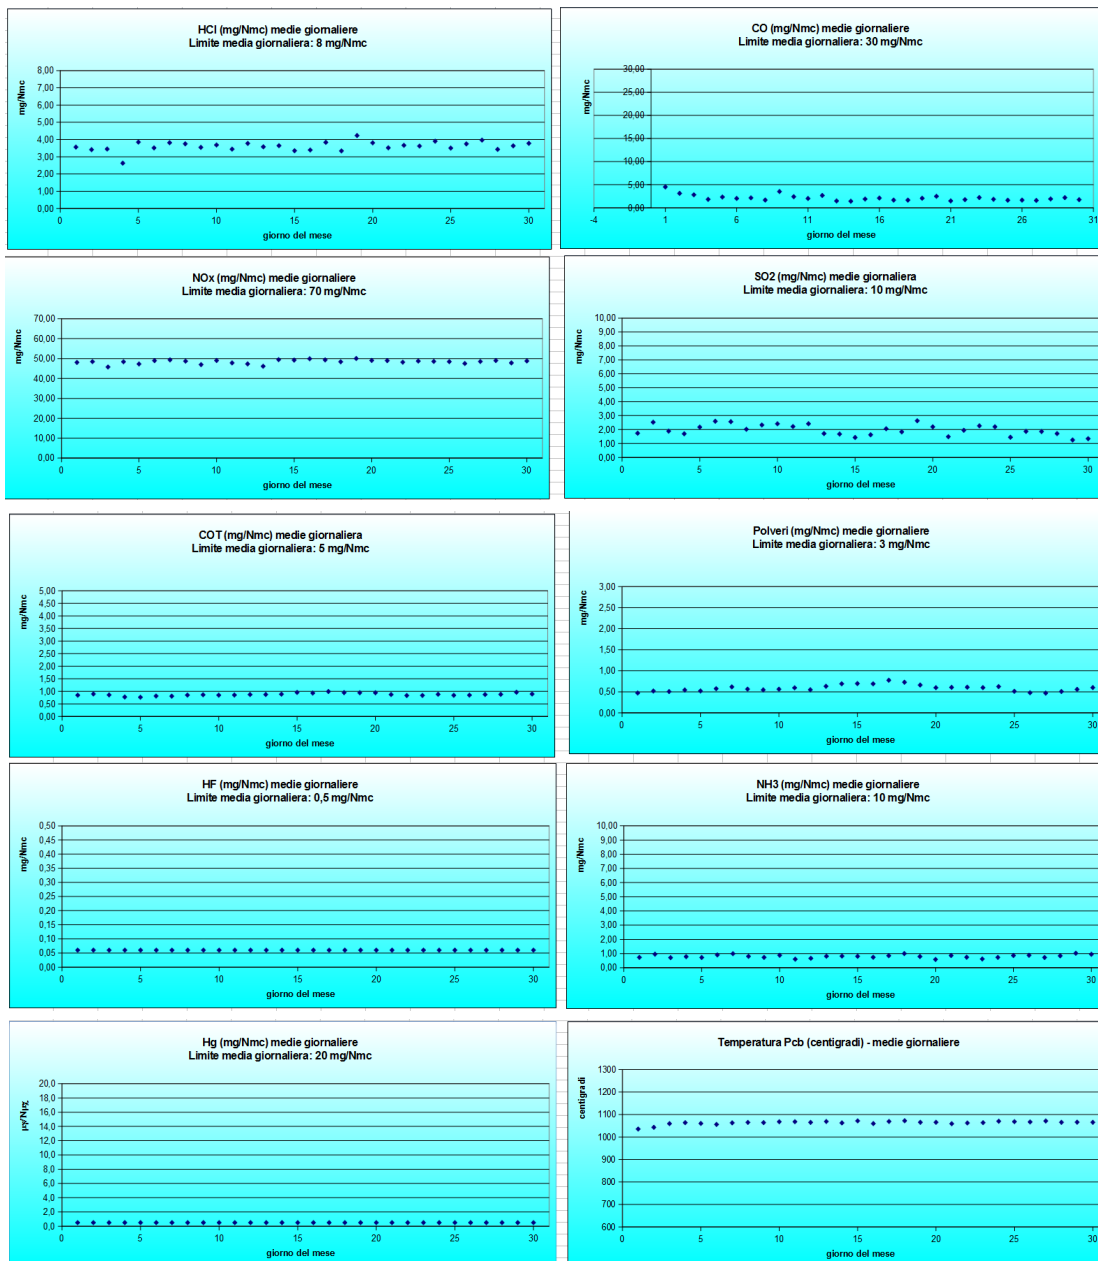 HCl (mg/Nmc) medie giornaliere
Limite media giornaliera: 8 mg/Nmc
mg/Nmc
8,00
7,00
6,00
5,00
4,00
3,00
2,00
1,00
0,00
0 5 10 15 20 25 30
giorno del mese
CO (mg/Nmc) medie giornaliere
Limite media giornaliera: 30 mg/Nmc
mg/Nmc
30,00
25,00
20,00
15,00
10,00
5,00
0,00
-4 1 6 11 16 21 26 31
giorno del mese
NOx (mg/Nmc) medie giornaliere
Limite media giornaliera: 70 mg/Nmc
mg/Nmc
70,00
60,00
50,00
40,00
30,00
20,00
10,00
0,00
0 5 10 15 20 25 30
giorno del mese
SO2 (mg/Nmc) medie giornaliera
Limite media giornaliera: 10 mg/Nmc
mg/Nmc
10,00
9,00
8,00
7,00
6,00
5,00
4,00
3,00
2,00
1,00
0,00
0 5 10 15 20 25 30
giorno del mese
COT (mg/Nmc) medie giornaliera
Limite media giornaliera: 5 mg/Nmc
mg/Nmc
5,00
4,50
4,00
3,50
3,00
2,50
2,00
1,50
1,00
0,50
0,00
0 5 10 15 20 25 30
giorno del mese
Polveri (mg/Nmc) medie giornaliere
Limite media giornaliera: 3 mg/Nmc
mg/Nmc
3,00
2,50
2,00
1,50
1,00
0,50
0,00
0 5 10 15 20 25 30
giorno del mese
HF (mg/Nmc) medie giornaliere
Limite media giornaliera: 0,5 mg/Nmc
mg/Nmc
0,50
0,45
0,40
0,35
0,30
0,25
0,20
0,15
0,10
0,05
0,00
0 5 10 15 20 25 30
giorno del mese
NH3 (mg/Nmc) medie giornaliere
Limite media giornaliera: 10 mg/Nmc
mg/Nmc
10,00
9,00
8,00
7,00
6,00
5,00
4,00
3,00
2,00
1,00
0,00
0 5 10 15 20 25 30
giorno del mese
Hg (mg/Nmc) medie giornaliere
Limite media giornaliera: 20 mg/Nmc
μγ/Νμχ
20,0
18,0
16,0
14,0
12,0
10,0
8,0
6,0
4,0
2,0
0,0
0 5 10 15 20 25 30
giorno del mese
Temperatura Pcb (centigradi) - medie giornaliere
centigradi
1300
1200
1100
1000
900
800
700
600
0 5 10 15 20 25 30
giorno del mese